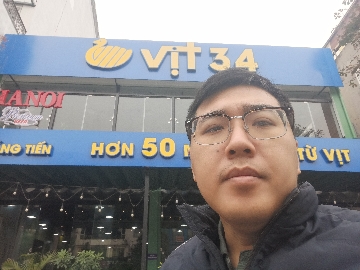 Vịt 34
HANOI
NG TIẾN
HƠN 50 M
TỪ VỊT